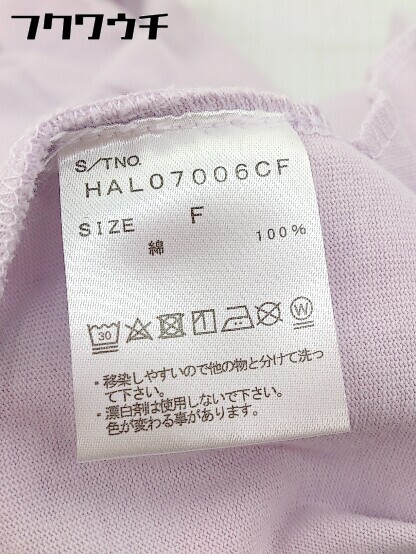 フクワウチ
S/TNO.
HAL07006CF
SIZE F
綿 100%
30
W
・移染しやすいので他の物と分けて洗っ
て下さい。
・漂白剤は使用しないで下さい。
色が変わる事があります。